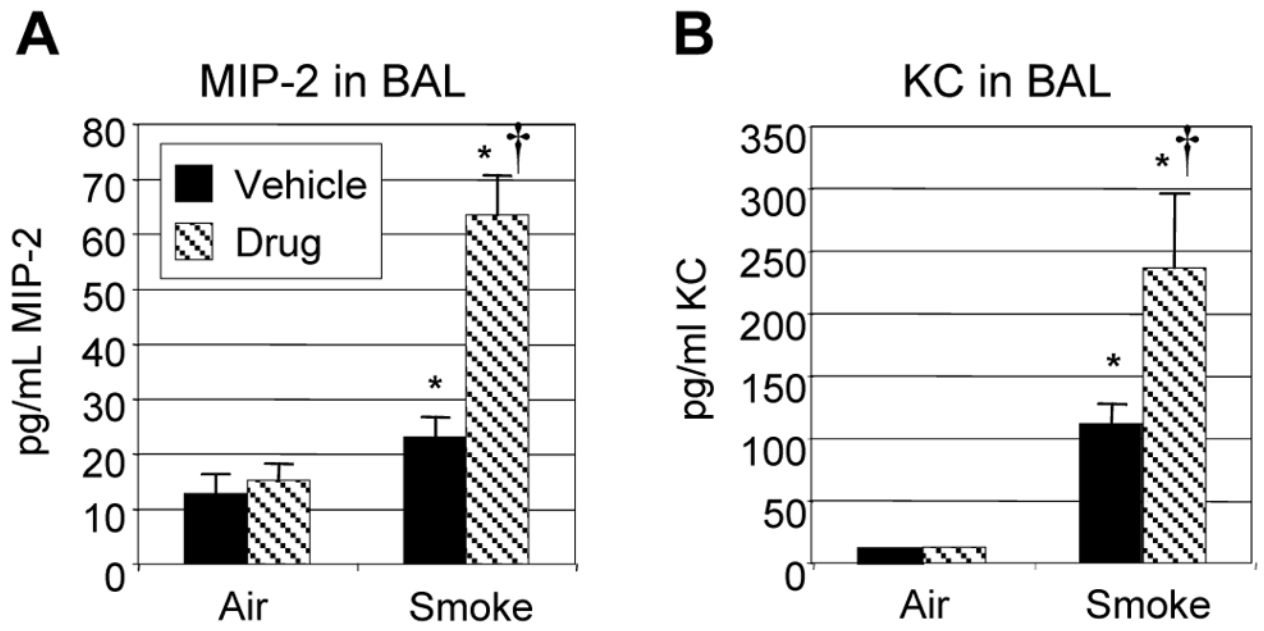 A
MIP-2 in BAL
pg/mL MIP-2
80
70
60
50
40
30
20
10
0
Vehicle
Drug
*
* †
Air
Smoke
B
KC in BAL
pg/ml KC
350
300
250
200
150
100
50
0
*
* †
Air
Smoke